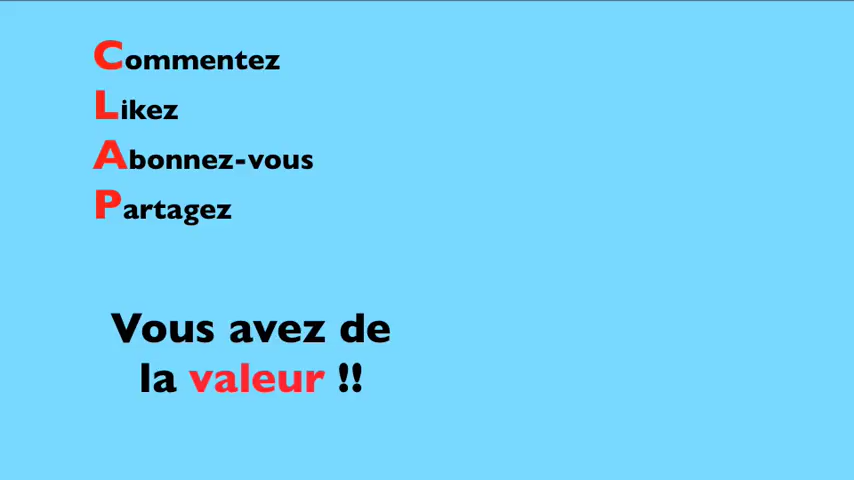 Commentez
Likez
Abonnez-vous
Partagez
Vous avez de
la valeur !!